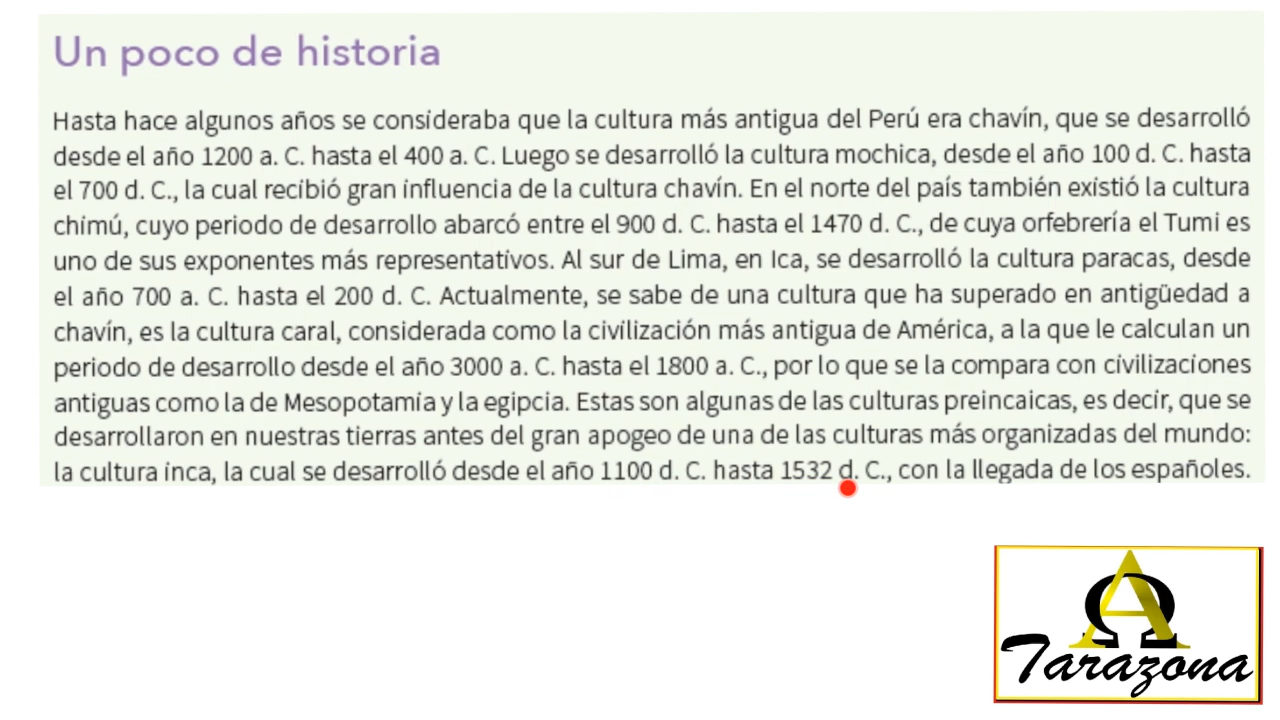 Un poco de historia
Hasta hace algunos años se consideraba que la cultura más antigua del Perú era chavín, que se desarrolló
desde el año 1200 a. C. hasta el 400 a. C. Luego se desarrolló la cultura mochica, desde el año 100 d. C. hasta
el 700 d. C., la cual recibió gran influencia de la cultura chavín. En el norte del país también existió la cultura
chimú, cuyo periodo de desarrollo abarcó entre el 900 d. C. hasta el 1470 d. C., de cuya orfebrería el Tumi es
uno de sus exponentes más representativos. Al sur de Lima, en Ica, se desarrolló la cultura paracas, desde
el año 700 a. C. hasta el 200 d. C. Actualmente, se sabe de una cultura que ha superado en antigüedad a
chavín, es la cultura caral, considerada como la civilización más antigua de América, a la que le calculan un
periodo de desarrollo desde el año 3000 a. C. hasta el 1800 a. C., por lo que se la compara con civilizaciones
antiguas como la de Mesopotamia y la egipcia. Estas son algunas de las culturas preincaicas, es decir, que se
desarrollaron en nuestras tierras antes del gran apogeo de una de las culturas más organizadas del mundo:
la cultura inca, la cual se desarrolló desde el año 1100 d. C. hasta 1532 d. C., con la llegada de los españoles.
AΩ
Tarazona